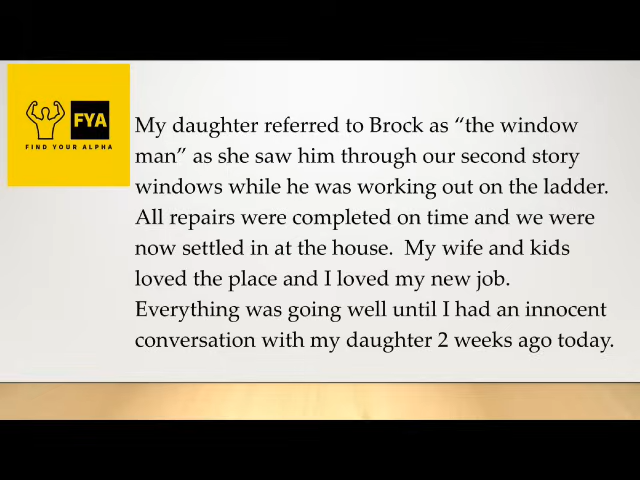 FYA
FIND YOUR ALPHA
My daughter referred to Brock as “the window
man” as she saw him through our second story
windows while he was working out on the ladder.
All repairs were completed on time and we were
now settled in at the house.  My wife and kids
loved the place and I loved my new job.
Everything was going well until I had an innocent
conversation with my daughter 2 weeks ago today.